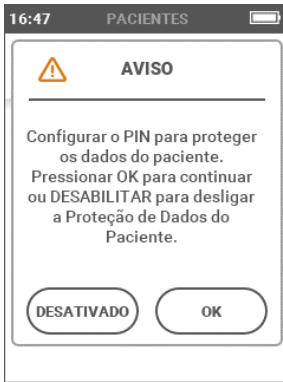 16:47 PACIENTES
AVISO
Configurar o PIN para proteger
os dados do paciente.
Pressionar OK para continuar
ou DESABILITAR para desligar
a Proteção de Dados do
Paciente.
DESATIVADO OK